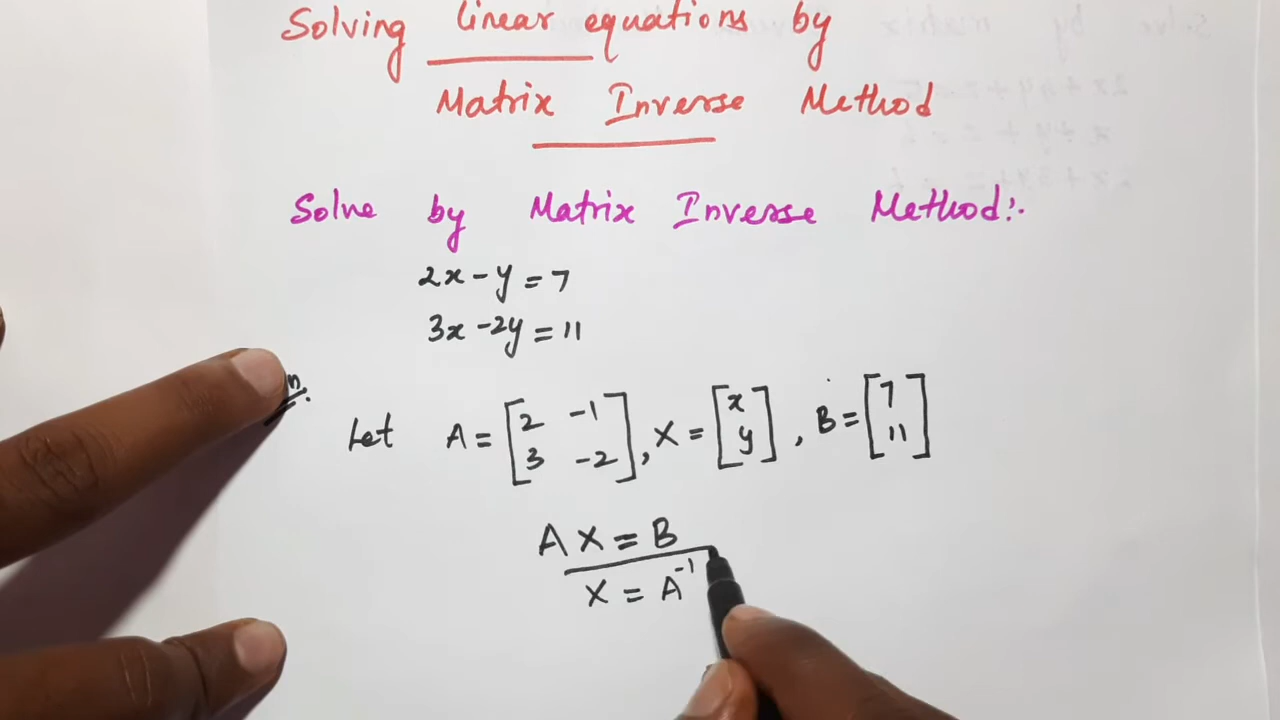 Solving linear equations by
Matrix Inverse Method
Solve by Matrix Inverse Method:-
2x - y = 7
3x - 2y = 11
Let A = [2 -1 3 -2], X = [x y], B = [7 11]
A X = B
X = A⁻¹